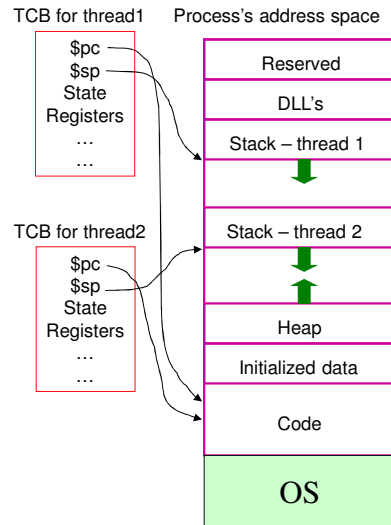 TCB for thread1
$pc
$sp
State
Registers
…
…
TCB for thread2
$pc
$sp
State
Registers
…
…
Process's address space
Reserved
DLL's
Stack – thread 1
Stack – thread 2
Heap
Initialized data
Code
OS